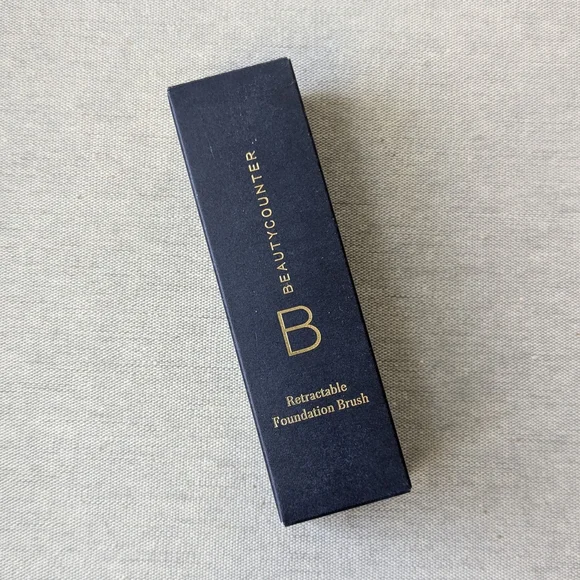 BEAUTYCOUNTER
B
Retractable
Foundation Brush